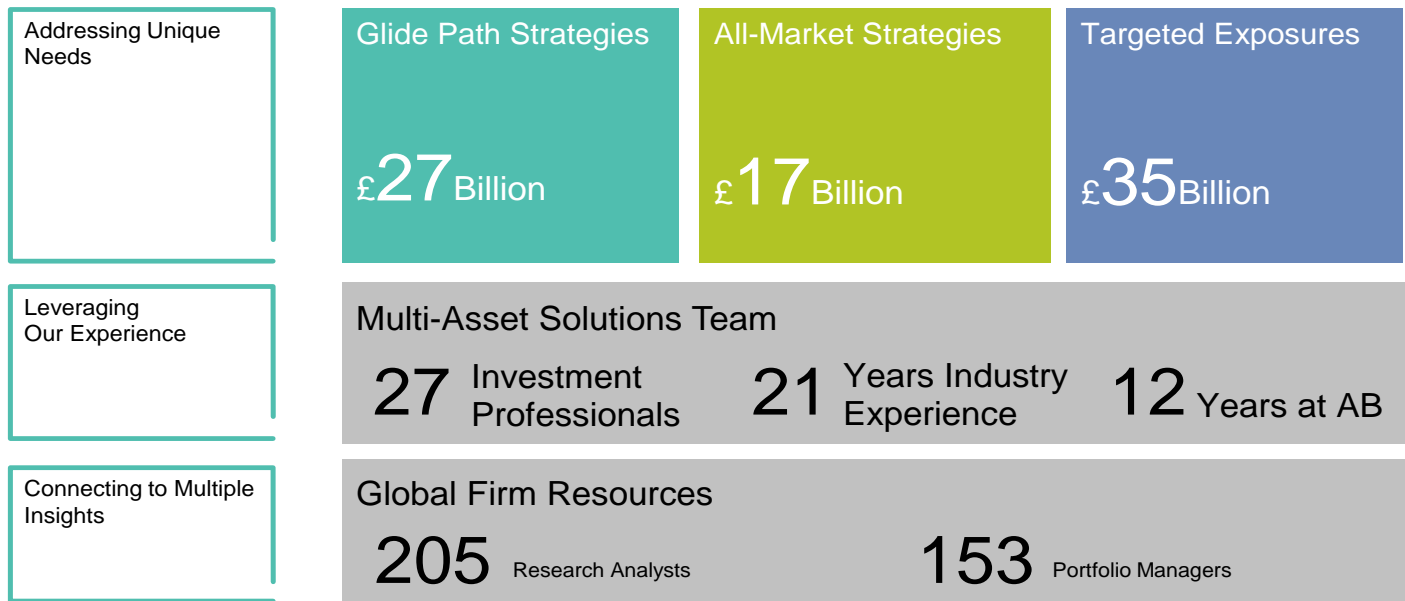 Addressing Unique
Needs
Glide Path Strategies
£27Billion
All-Market Strategies
£17Billion
Targeted Exposures
£35Billion
Leveraging
Our Experience
Multi-Asset Solutions Team
27 Investment
Professionals
21 Years Industry
Experience
12 Years at AB
Connecting to Multiple
Insights
Global Firm Resources
205 Research Analysts
153 Portfolio Managers